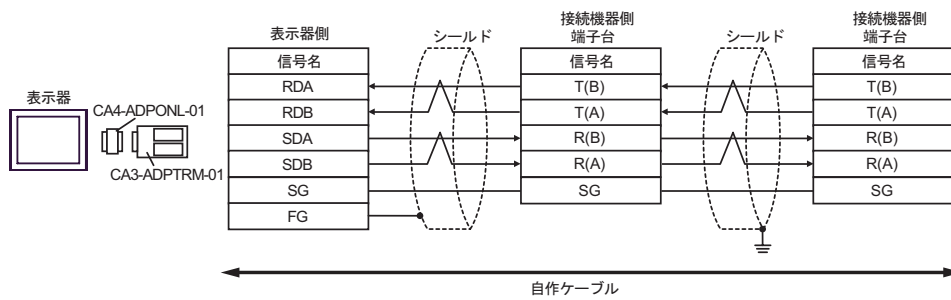 表示器
CA4-ADPONL-01
CA3-ADPTRM-01
表示器側
信号名
RDA
RDB
SDA
SDB
SG
FG
シールド
接続機器側
端子台
信号名
T(B)
T(A)
R(B)
R(A)
SG
シールド
接続機器側
端子台
信号名
T(B)
T(A)
R(B)
R(A)
SG
自作ケーブル